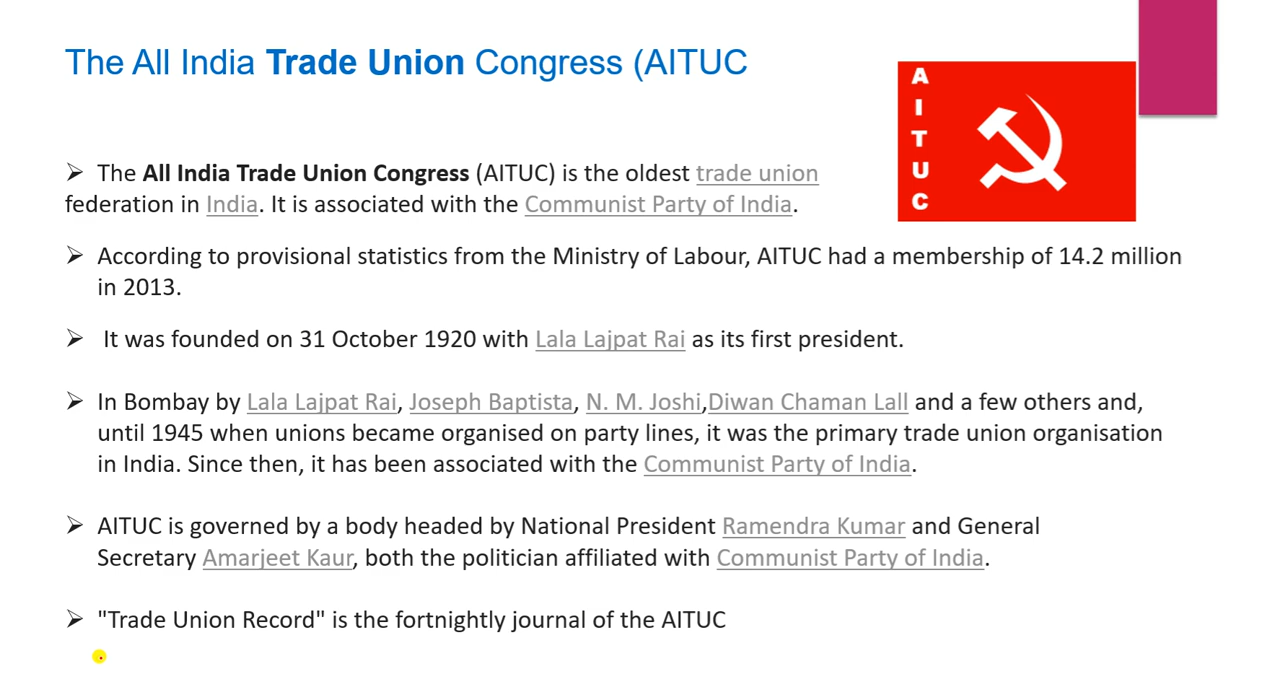 The All India Trade Union Congress (AITUC
A
I
T
U
C
➢ The All India Trade Union Congress (AITUC) is the oldest trade union
federation in India. It is associated with the Communist Party of India.
➢ According to provisional statistics from the Ministry of Labour, AITUC had a membership of 14.2 million
in 2013.
➢ It was founded on 31 October 1920 with Lala Lajpat Rai as its first president.
➢ In Bombay by Lala Lajpat Rai, Joseph Baptista, N. M. Joshi,Diwan Chaman Lall and a few others and,
until 1945 when unions became organised on party lines, it was the primary trade union organisation
in India. Since then, it has been associated with the Communist Party of India.
➢ AITUC is governed by a body headed by National President Ramendra Kumar and General
Secretary Amarjeet Kaur, both the politician affiliated with Communist Party of India.
➢ "Trade Union Record" is the fortnightly journal of the AITUC